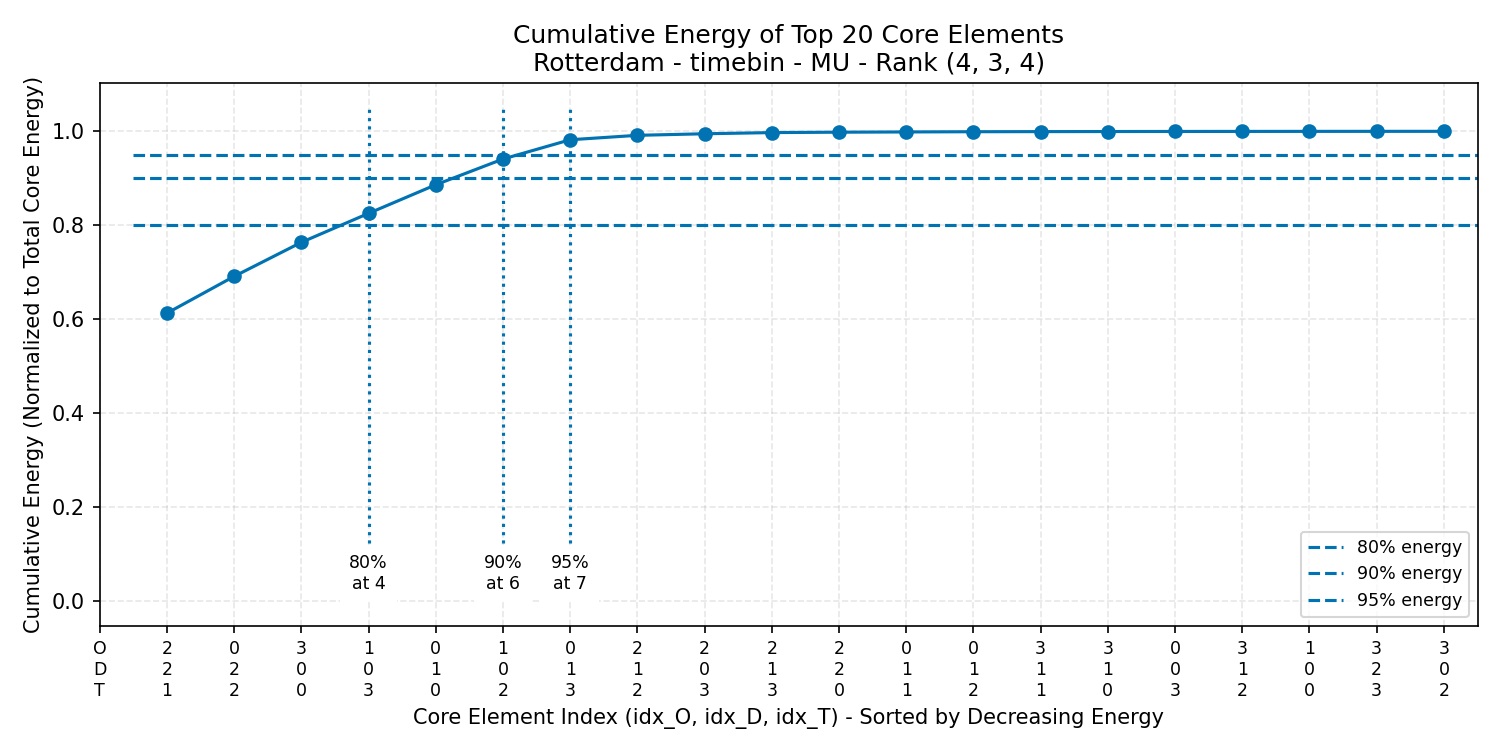 Cumulative Energy of Top 20 Core Elements
Rotterdam - timebin - MU - Rank (4, 3, 4)
Cumulative Energy (Normalized to Total Core Energy)
1.0
0.8
0.6
0.4
0.2
0.0
80%
at 4
90%
at 6
95%
at 7
80% energy
90% energy
95% energy
O 2 0 3 1 0 1 0 2 2 2 2 0 0 3 3 0 3 1 3 3
D 2 2 0 0 1 0 1 1 0 1 2 1 1 1 1 0 1 0 2 0
T 1 2 0 3 0 2 3 2 3 3 0 1 2 1 0 3 2 0 3 2
Core Element Index (idx_O, idx_D, idx_T) - Sorted by Decreasing Energy